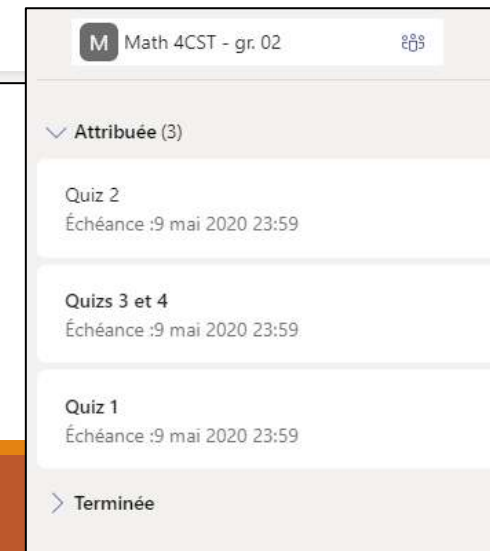 M Math 4CST - gr. 02
Attribuée (3)
Quiz 2
Échéance :9 mai 2020 23:59
Quizs 3 et 4
Échéance :9 mai 2020 23:59
Quiz 1
Échéance :9 mai 2020 23:59
Terminée